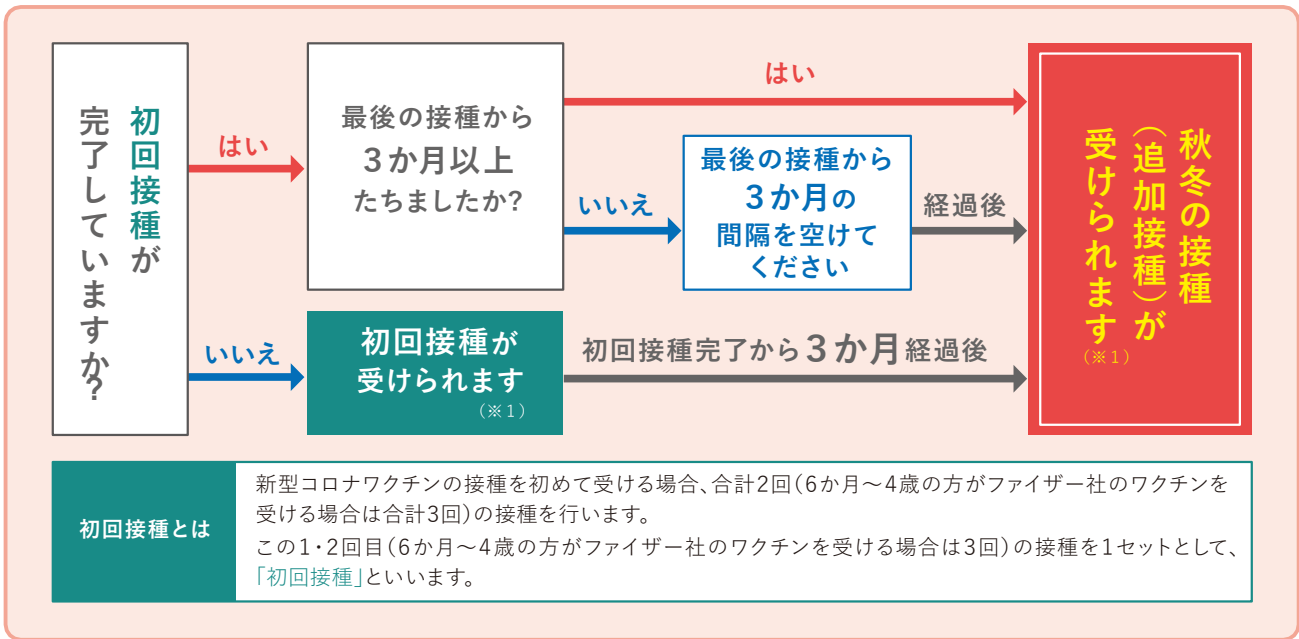 初回接種が
完了していますか?
はい
いいえ
最後の接種から
3か月以上
たちましたか?
はい
いいえ
最後の接種から
3か月の
間隔を空けて
ください
経過後
初回接種が
受けられます
(※1)
初回接種完了から3か月経過後
秋冬の接種
(追加接種)が
受けられます
(※1)
初回接種とは
新型コロナワクチンの接種を初めて受ける場合、合計2回(6か月～4歳の方がファイザー社のワクチンを
受ける場合は合計3回)の接種を行います。
この1・2回目(6か月～4歳の方がファイザー社のワクチンを受ける場合は3回)の接種を1セットとして、
「初回接種」といいます。